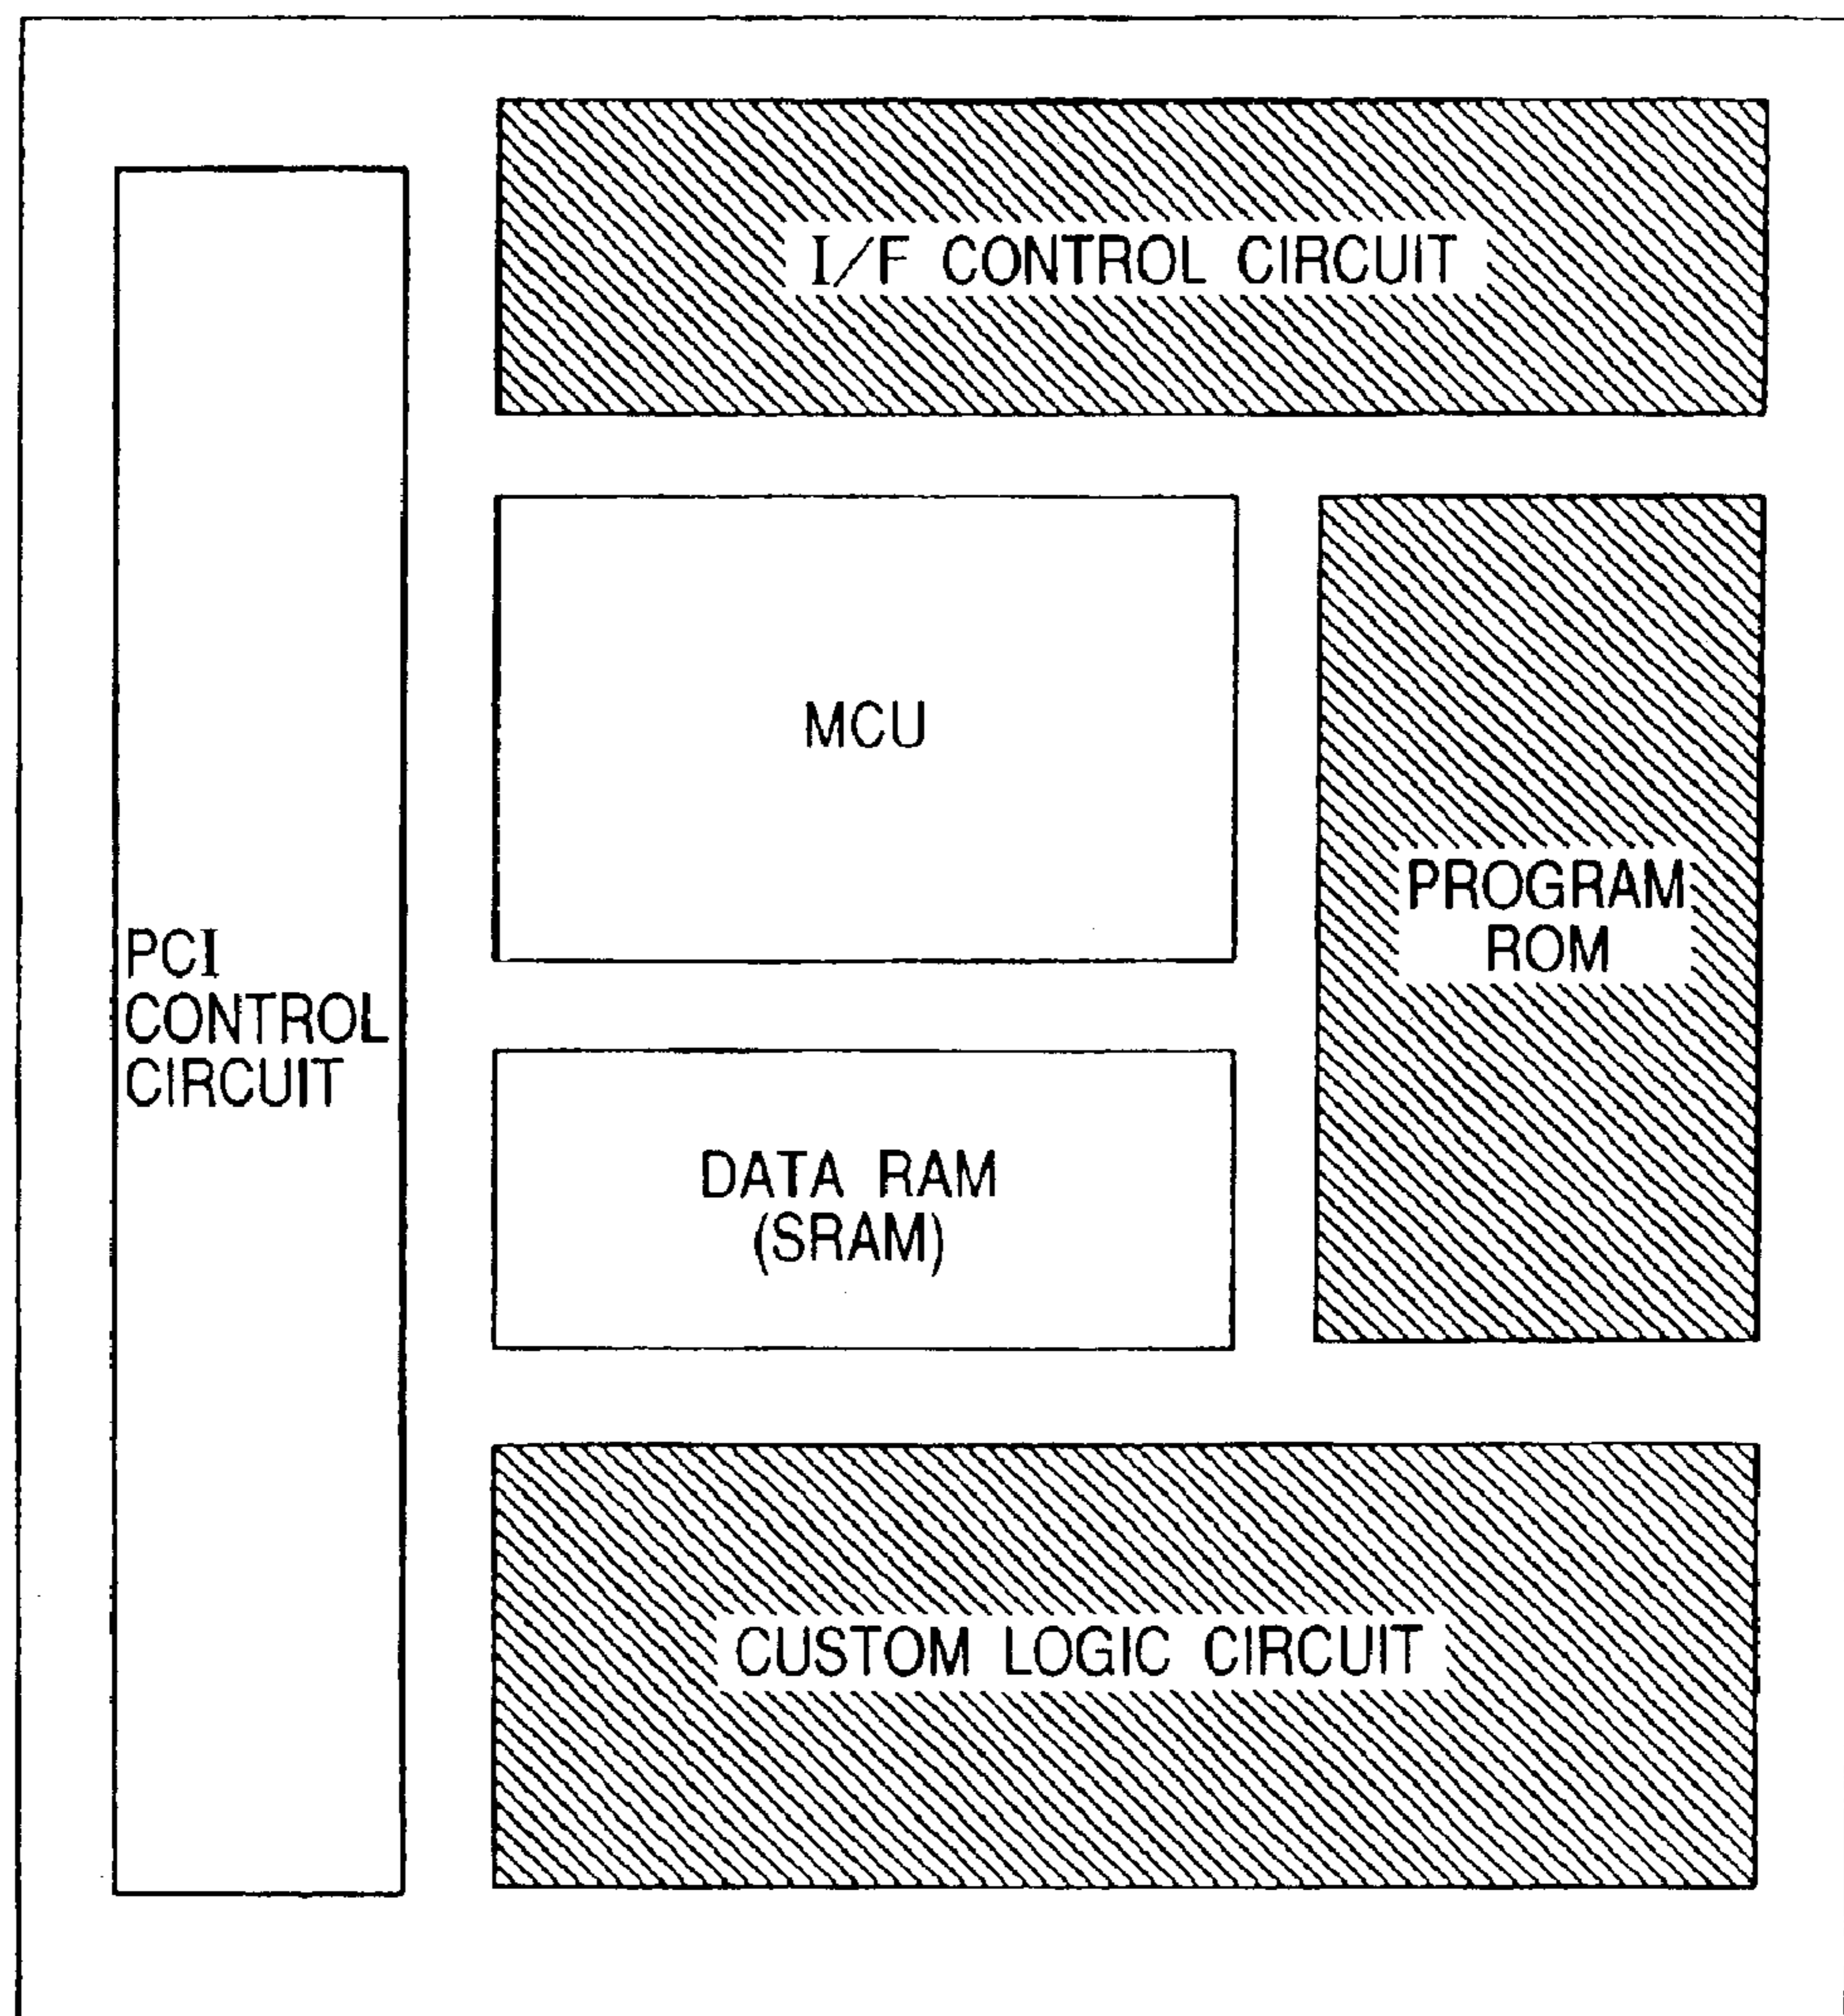 I/F CONTROL CIRCUIT
MCU
PROGRAM
ROM
PCI
CONTROL
CIRCUIT
DATA RAM
(SRAM)
CUSTOM LOGIC CIRCUIT